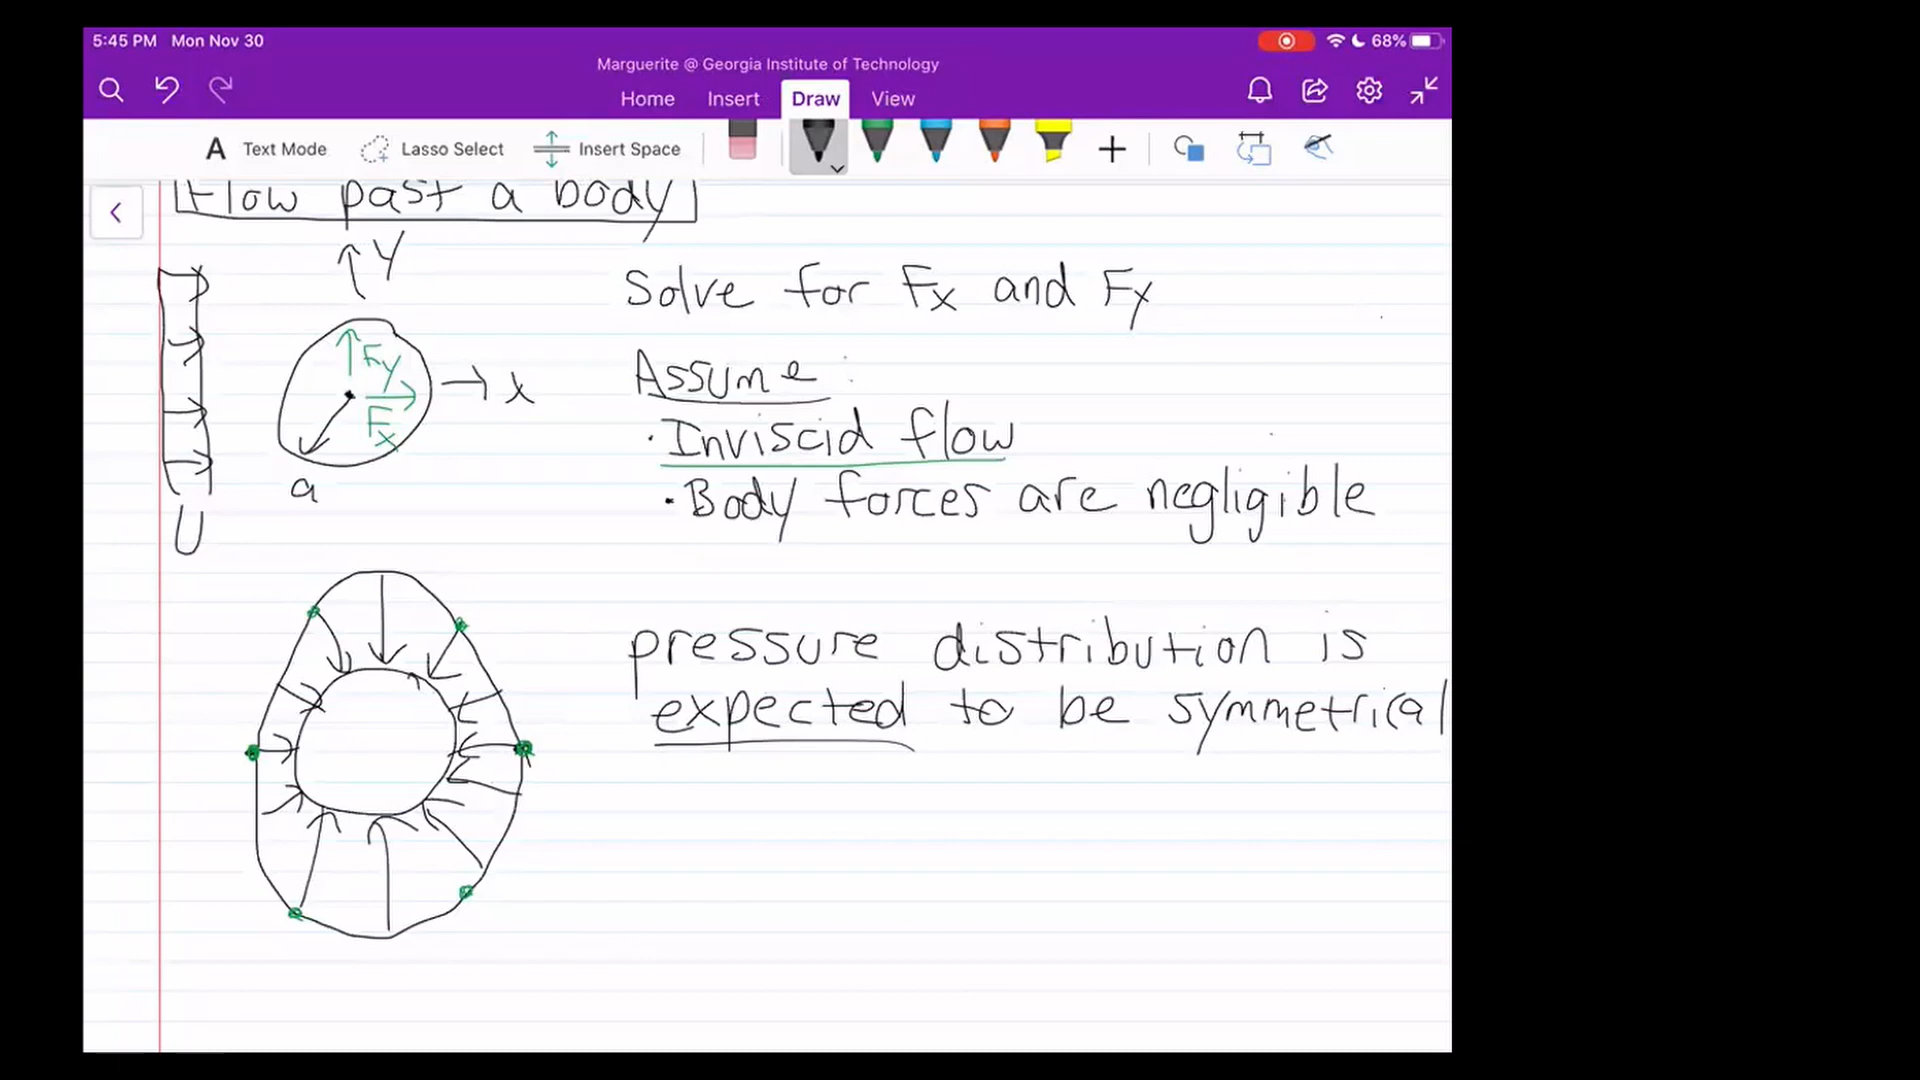 5:45 PM Mon Nov 30
68%
Marguerite @ Georgia Institute of Technology
Home Insert Draw View
A Text Mode Lasso Select Insert Space
Flow past a body
Y
Solve for Fx and Fy
Assume:
Fy
x
Fx
· Inviscid flow
a
· Body forces are negligible
U
pressure distribution is
expected to be symmetrical